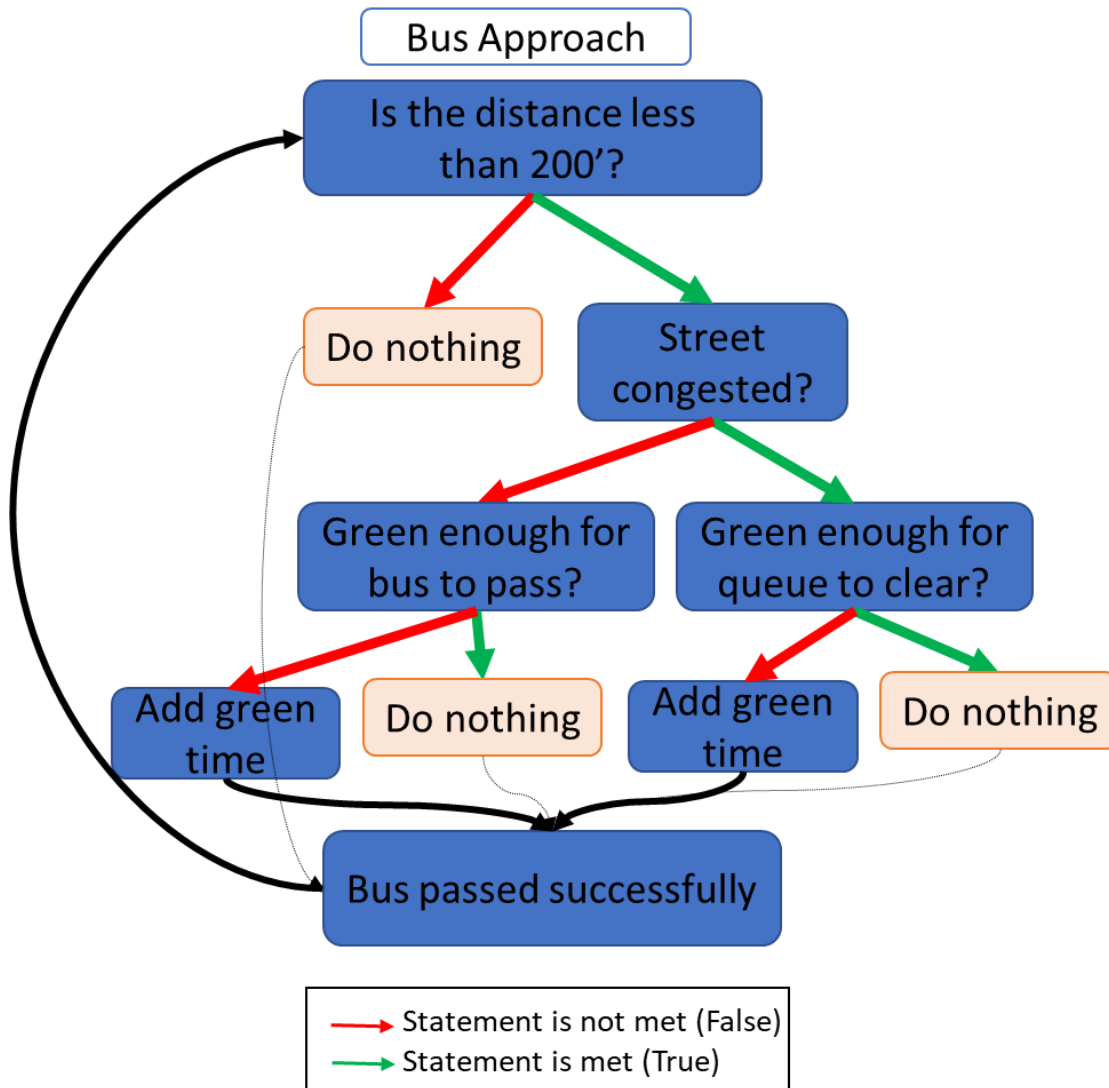 Bus Approach
Is the distance less
than 200’?
Do nothing
Street
congested?
Green enough for
bus to pass?
Green enough for
queue to clear?
Add green
time
Do nothing
Add green
time
Do nothing
Bus passed successfully
Statement is not met (False)
Statement is met (True)